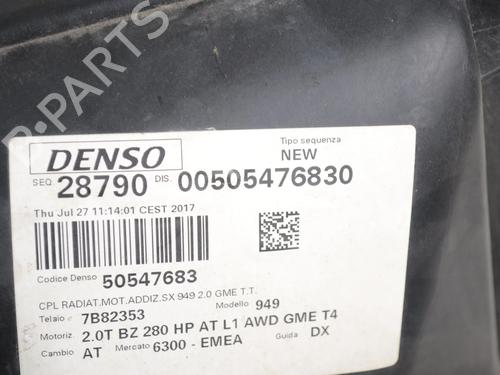 B-PARTS
DENSO
Tipo sequenza
NEW
SEQ. 28790 DIS. 00505476830
Thu Jul 27 11:14:01 CEST 2017
Codice Denso 50547683
CPL RADIAT.MOT.ADDIZ.SX 949 2.0 GME T.T.
Telaio 7B82353 Modello 949
Motoriz. 2.0T BZ 280 HP AT L1 AWD GME T4
Cambio AT Mercato 6300 - EMEA Guida DX